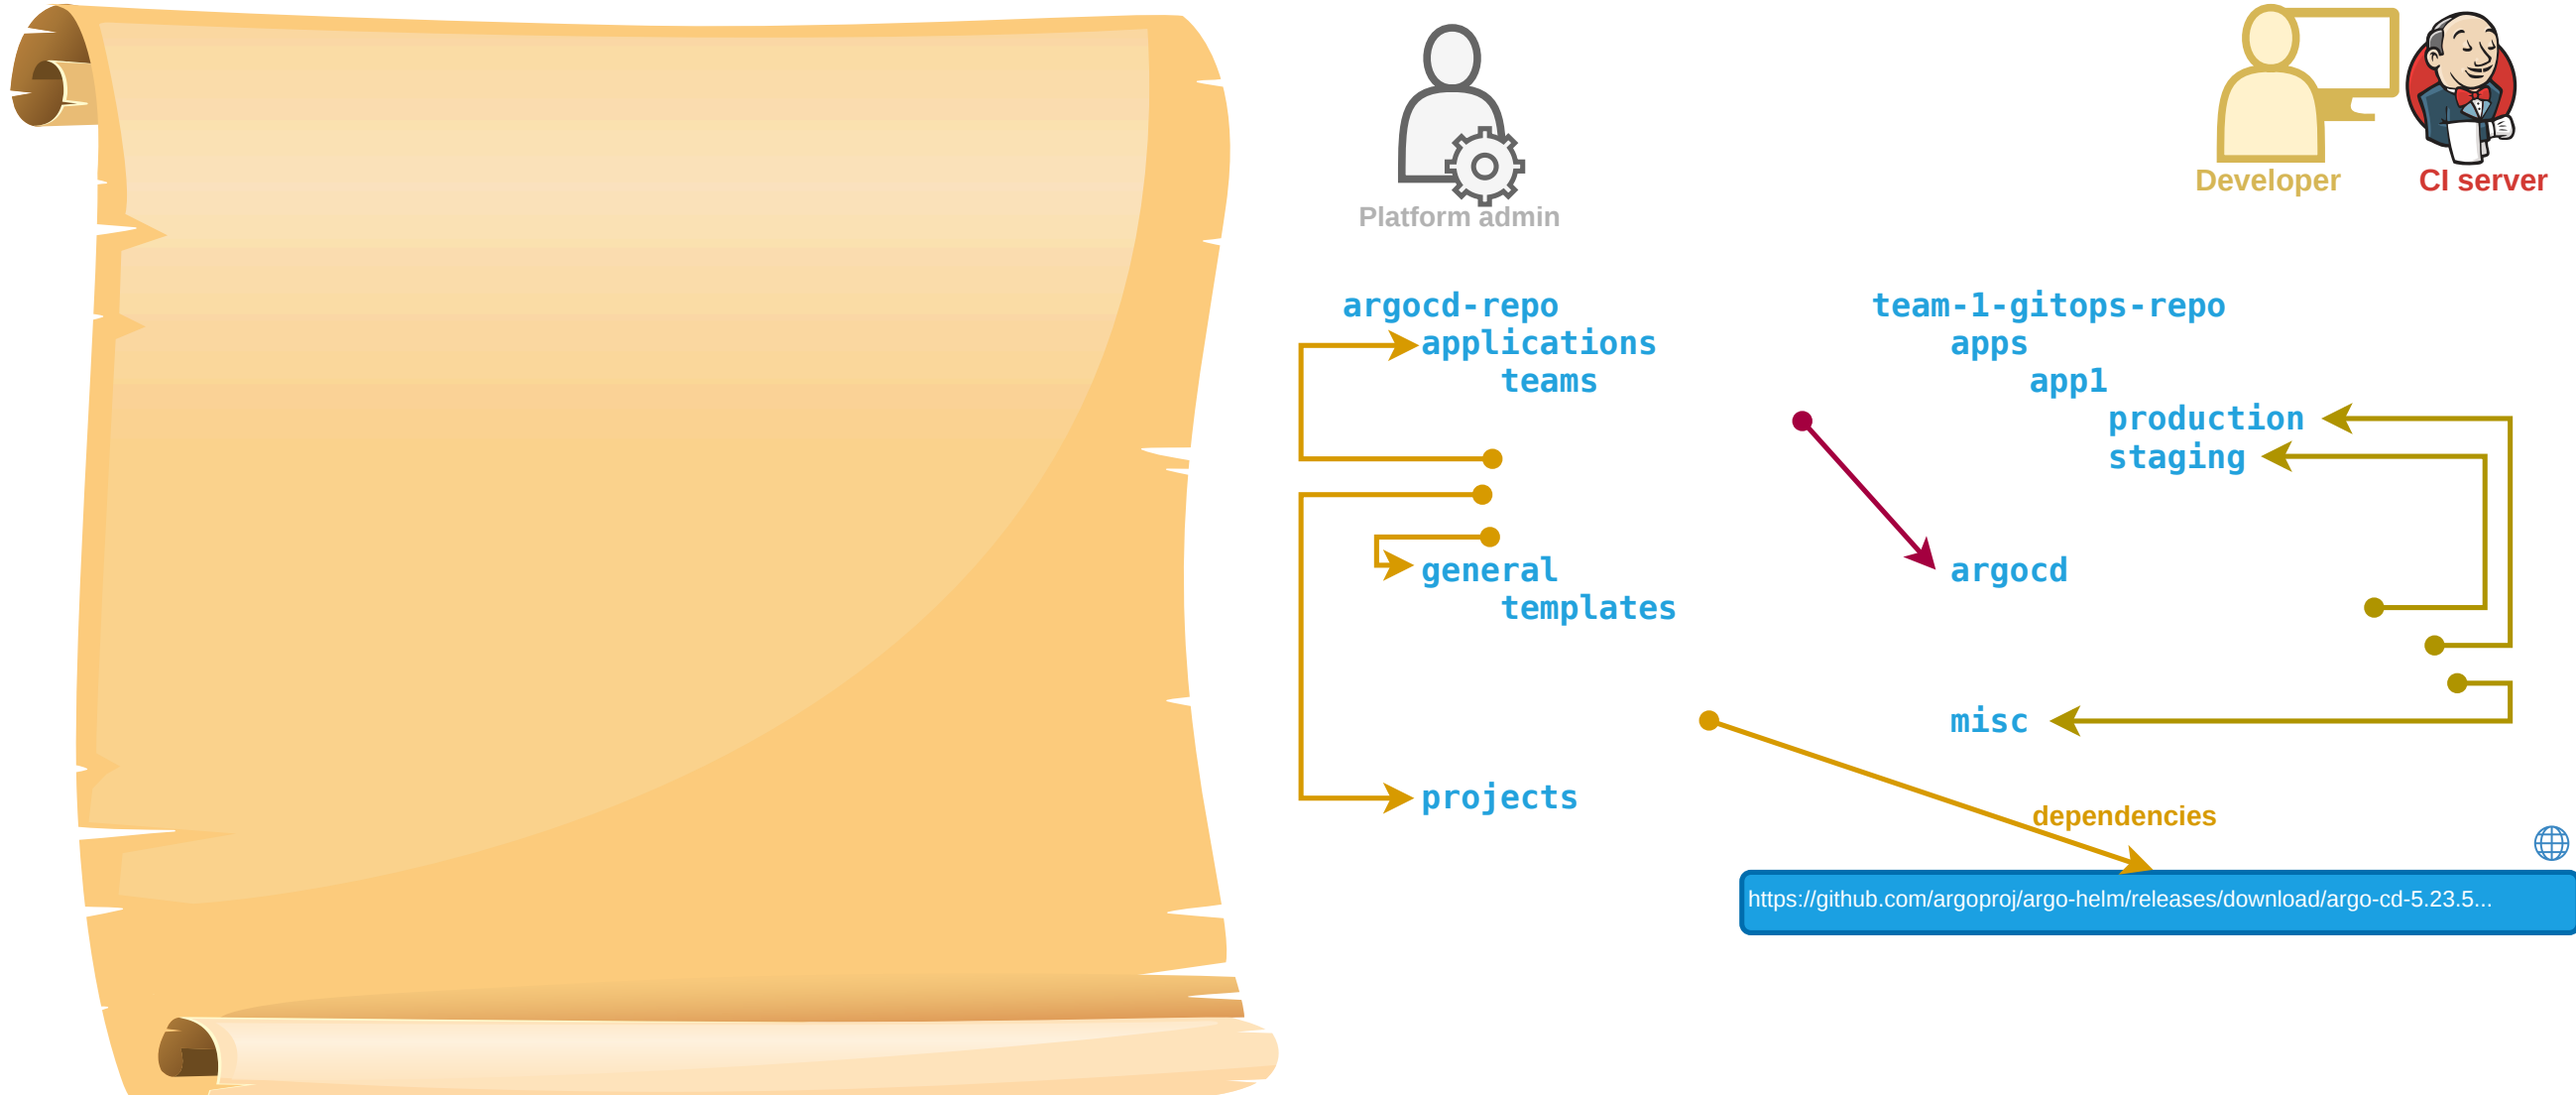 Platform admin
Developer
CI server
argocd-repo
applications
teams
general
templates
projects
team-1-gitops-repo
apps
app1
production
staging
argocd
misc
dependencies
https://github.com/argoproj/argo-helm/releases/download/argo-cd-5.23.5...